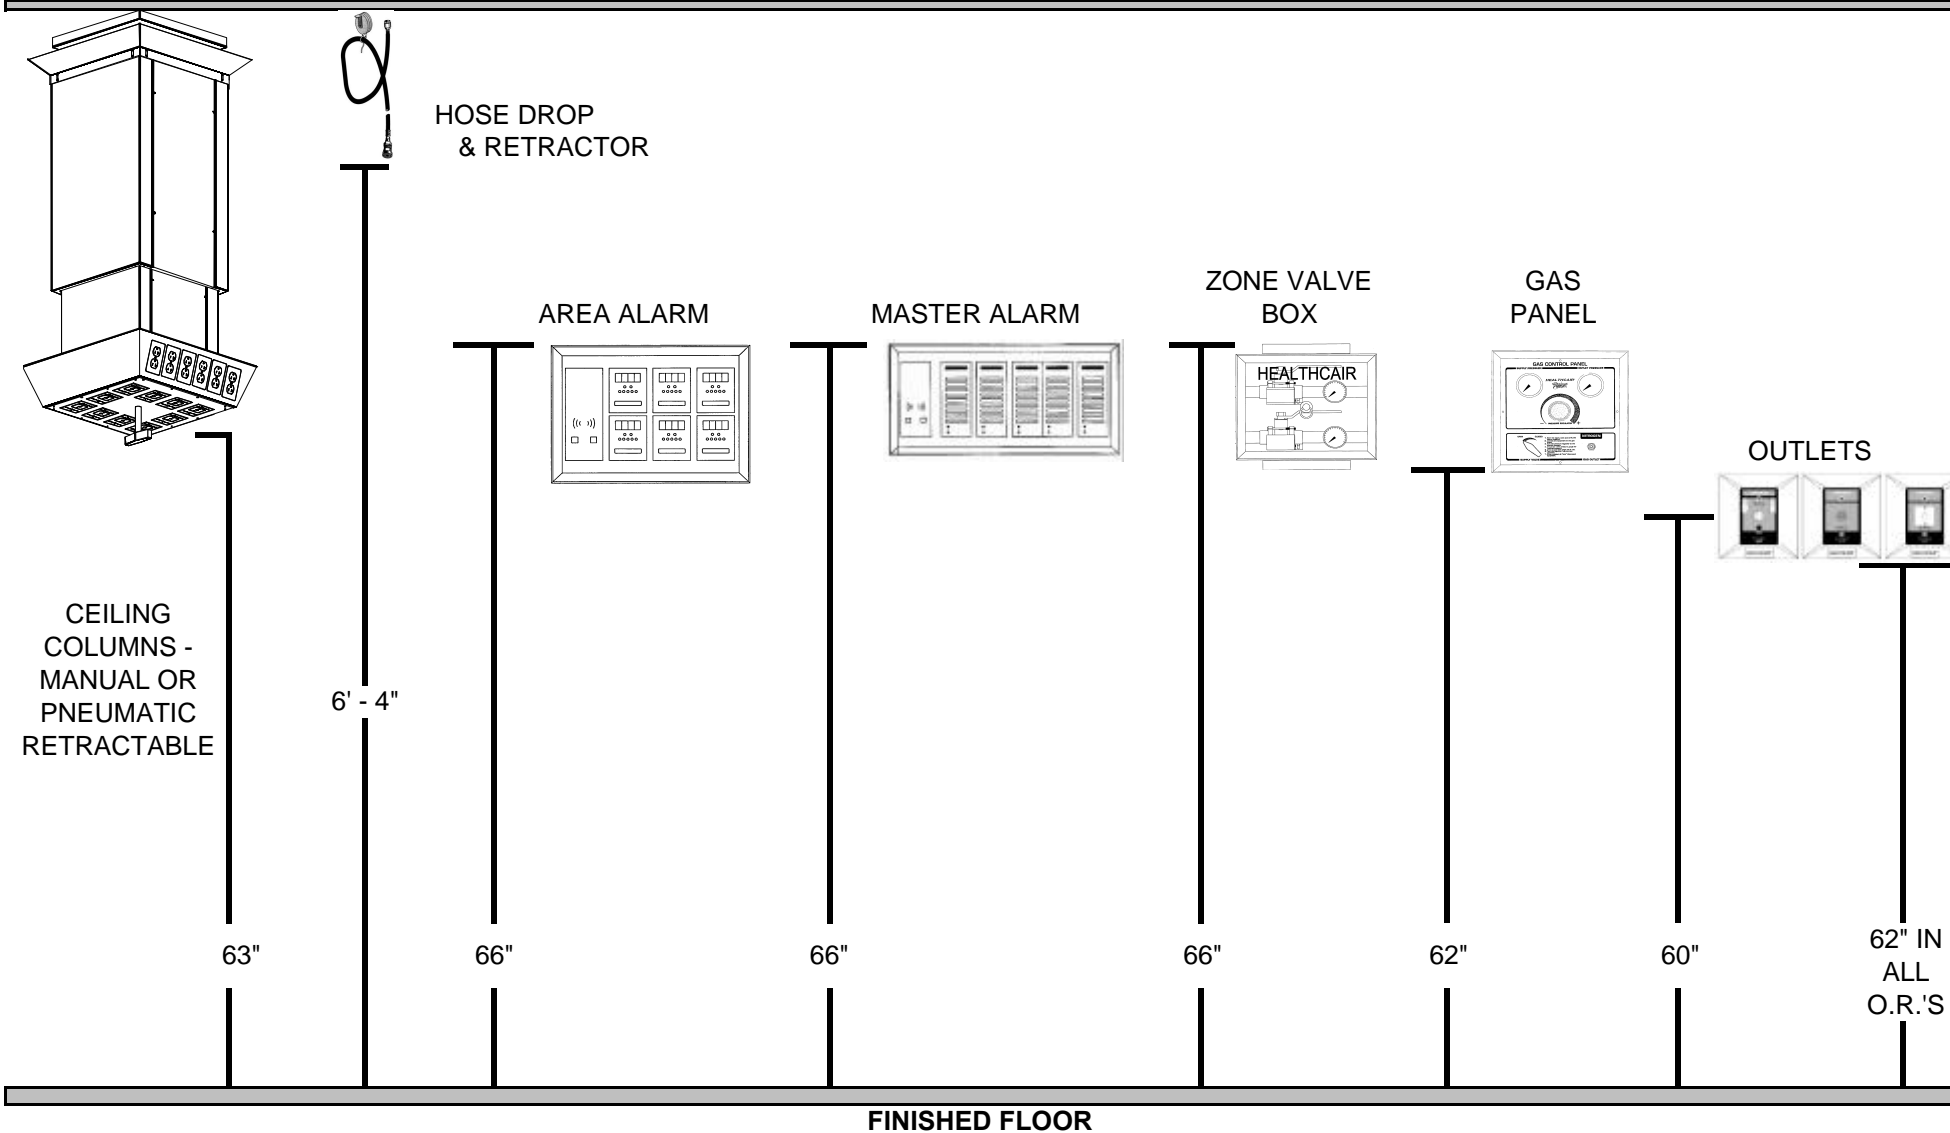 HOSE DROP
& RETRACTOR
AREA ALARM
MASTER ALARM
ZONE VALVE
BOX
GAS
PANEL
HEALTHCAIR
GAS CONTROL PANEL
OUTLETS
CEILING
COLUMNS -
MANUAL OR
PNEUMATIC
RETRACTABLE
6' - 4"
63"
66"
66"
66"
62"
60"
62" IN
ALL
O.R.'S
FINISHED FLOOR